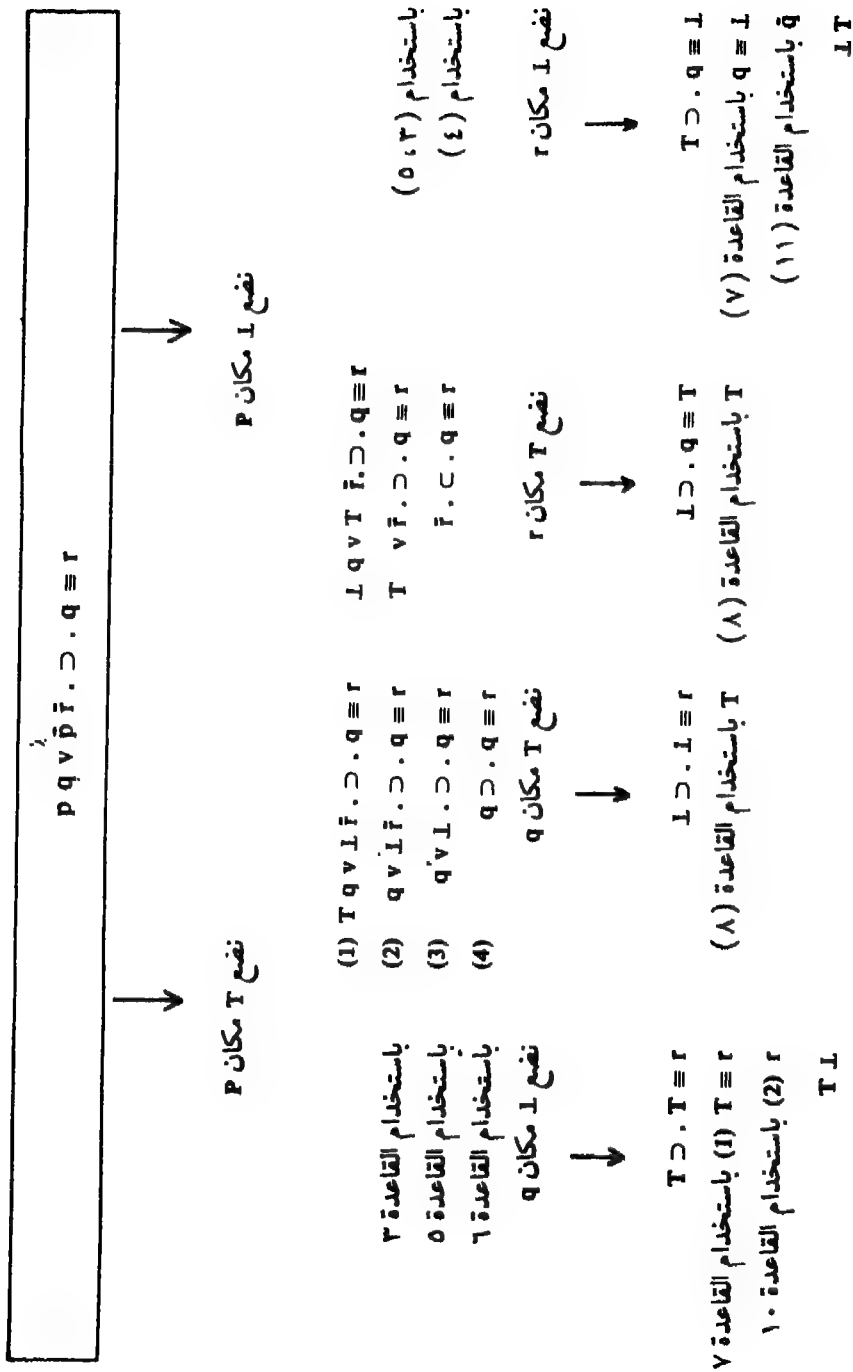 p q v p̄ r̄ . ⊃ . q ≡ r
نضع T مكان p
نضع ⊥ مكان p
(1) T q v ⊥ r̄ . ⊃ . q ≡ r
⊥ q v T r̄ . ⊃ . q ≡ r
(2) q v ⊥ r̄ . ⊃ . q ≡ r باستخدام القاعدة ٣
T v r̄ . ⊃ . q ≡ r باستخدام (٥،٣)
(3) q v ⊥ . ⊃ . q ≡ r باستخدام القاعدة ٥
r̄ . ⊂ . q ≡ r باستخدام (٤)
(4) q ⊃ . q ≡ r باستخدام القاعدة ٦
نضع ⊥ مكان q
نضع T مكان q
نضع T مكان r
نضع ⊥ مكان r
T ⊃ . T ≡ r
⊥ ⊃ . ⊥ ≡ r
⊥ ⊃ . q ≡ T
T ⊃ . q ≡ ⊥
T ≡ r (1) باستخدام القاعدة ٧
T باستخدام القاعدة (٨)
T باستخدام القاعدة (٨)
q ≡ ⊥ باستخدام القاعدة (٧)
r (2) باستخدام القاعدة ١٠
q̄ باستخدام القاعدة (١١)
T ⊥
⊥ T